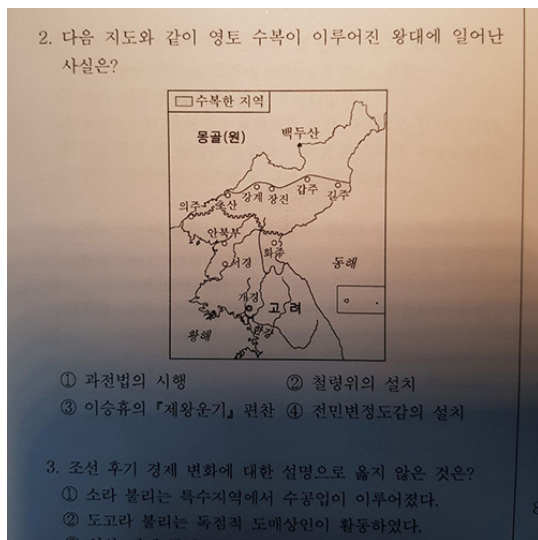 2. 다음 지도와 같이 영토 수복이 이루어진 왕대에 일어난
사실은?
수복한 지역
몽골(원)
백두산
의주
초산
강계
장진
갑주
길주
안북부
화주
서경
동해
개경
고려
황해
한강
① 과전법의 시행
② 철령위의 설치
③ 이승휴의 『제왕운기』 편찬
④ 전민변정도감의 설치
3. 조선 후기 경제 변화에 대한 설명으로 옳지 않은 것은?
① 소라 불리는 특수지역에서 수공업이 이루어졌다.
② 도고라 불리는 독점적 도매상인이 활동하였다.